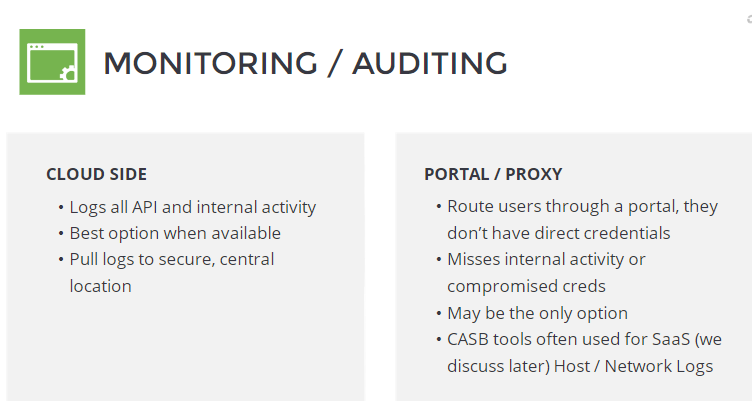 MONITORING / AUDITING
CLOUD SIDE
• Logs all API and internal activity
• Best option when available
• Pull logs to secure, central
location
PORTAL / PROXY
• Route users through a portal, they
don’t have direct credentials
• Misses internal activity or
compromised creds
• May be the only option
• CASB tools often used for SaaS (we
discuss later) Host / Network Logs